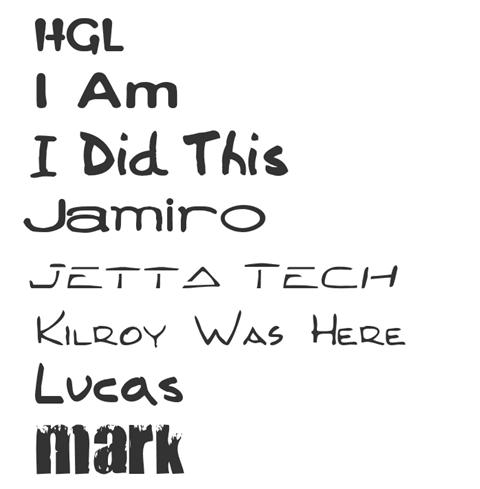 HGL
I Am
I Did This
Jamiro
JETTA TECH
KILROY WAS HERE
Lucas
mark